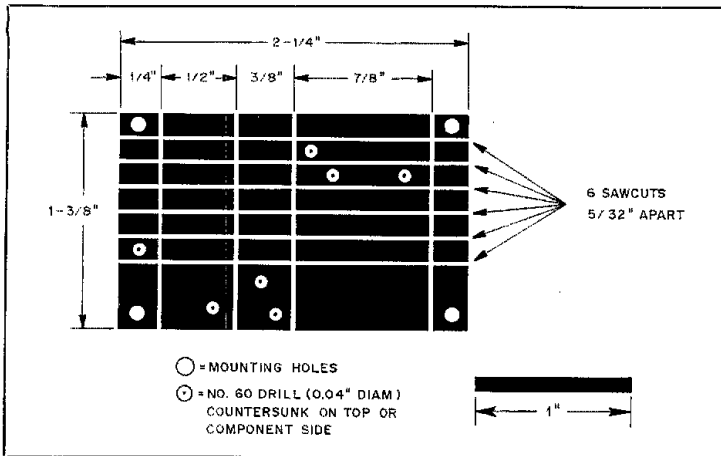 2-1/4"
1/4" 1/2" 3/8" 7/8"
1-3/8"
6 SAWCUTS
5/32" APART
= MOUNTING HOLES
= NO. 60 DRILL (0.04" DIAM)
COUNTERSUNK ON TOP OR
COMPONENT SIDE
1"